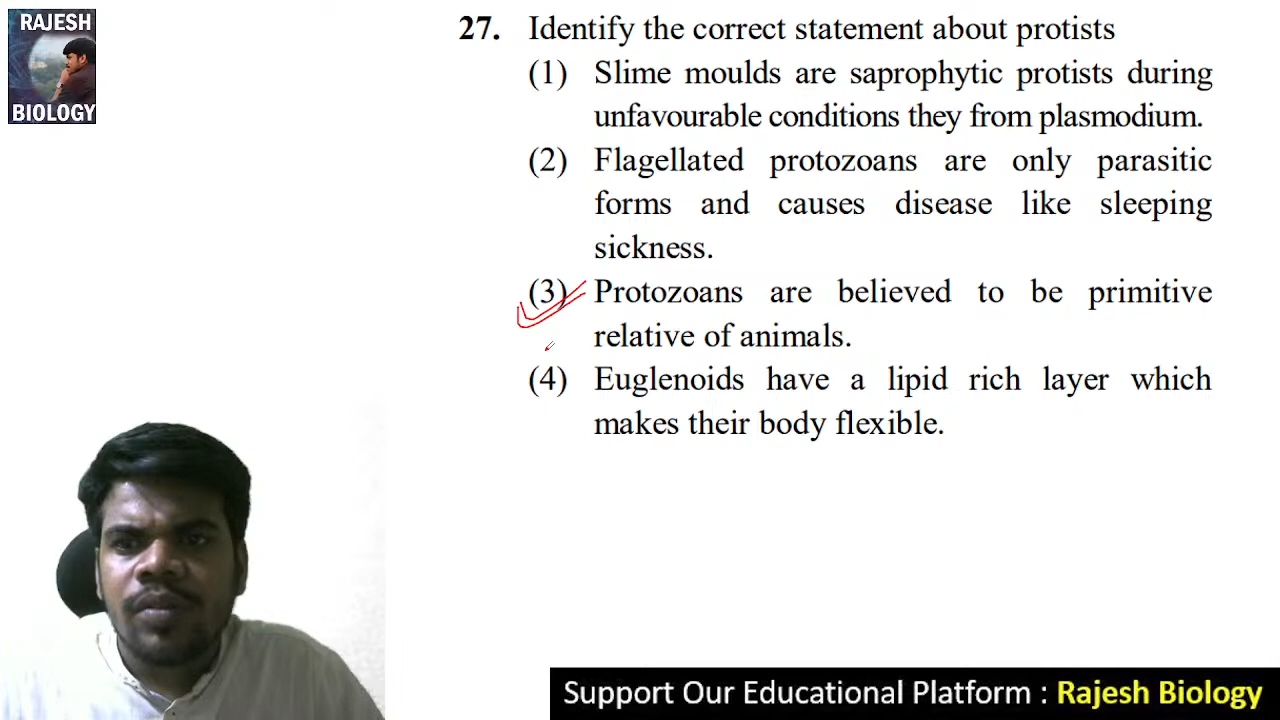 RAJESH
BIOLOGY
27. Identify the correct statement about protists
(1) Slime moulds are saprophytic protists during
unfavourable conditions they from plasmodium.
(2) Flagellated protozoans are only parasitic
forms and causes disease like sleeping
sickness.
(3) Protozoans are believed to be primitive
relative of animals.
(4) Euglenoids have a lipid rich layer which
makes their body flexible.
Support Our Educational Platform : Rajesh Biology